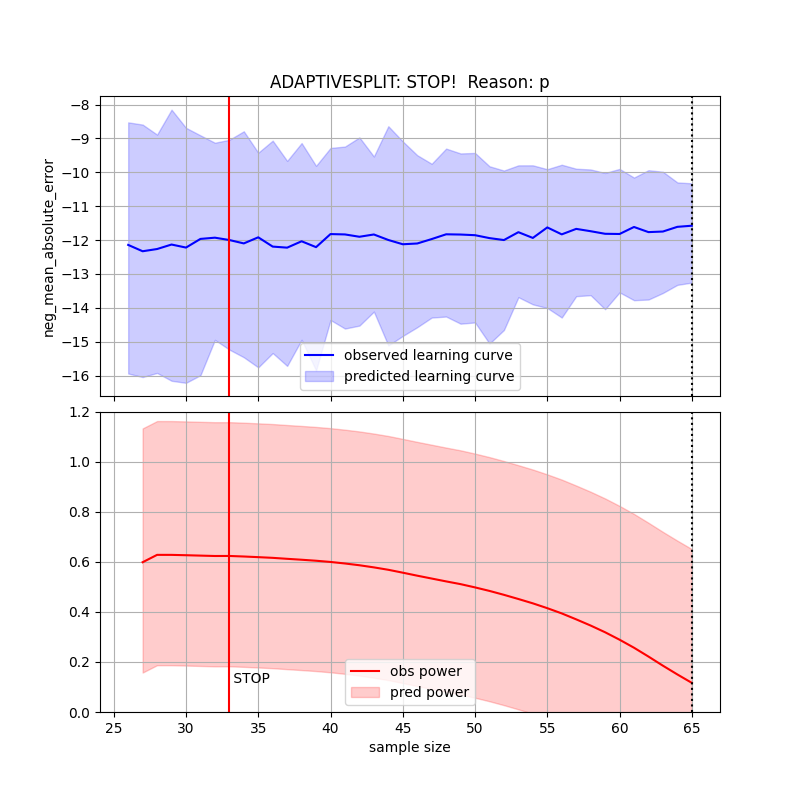 ADAPTIVESPLIT: STOP!  Reason: p
neg_mean_absolute_error
−8
−9
−10
−11
−12
−13
−14
−15
−16
observed learning curve
predicted learning curve
1.2
1.0
0.8
0.6
0.4
0.2
0.0
STOP
obs power
pred power
25 30 35 40 45 50 55 60 65
sample size